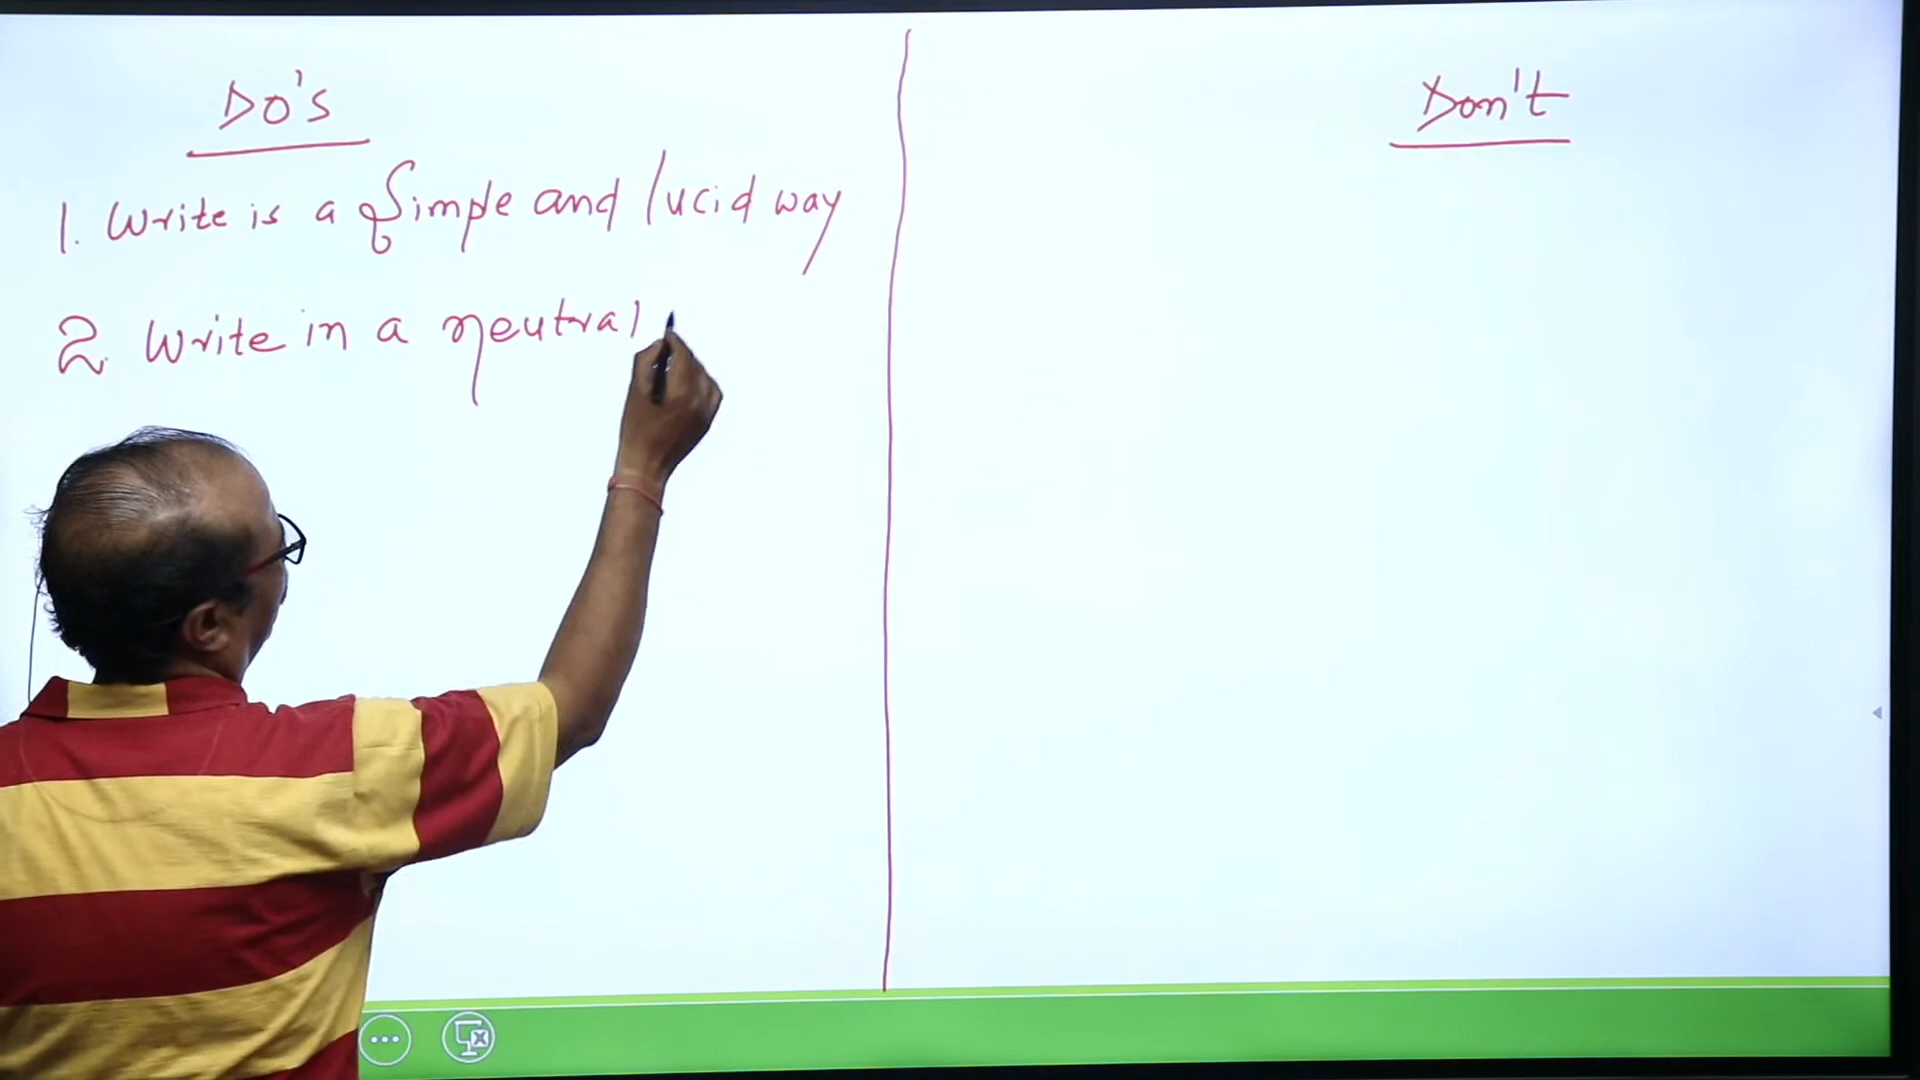 Do's
Don't
1. Write is a Simple and lucid way
2. Write in a neutral